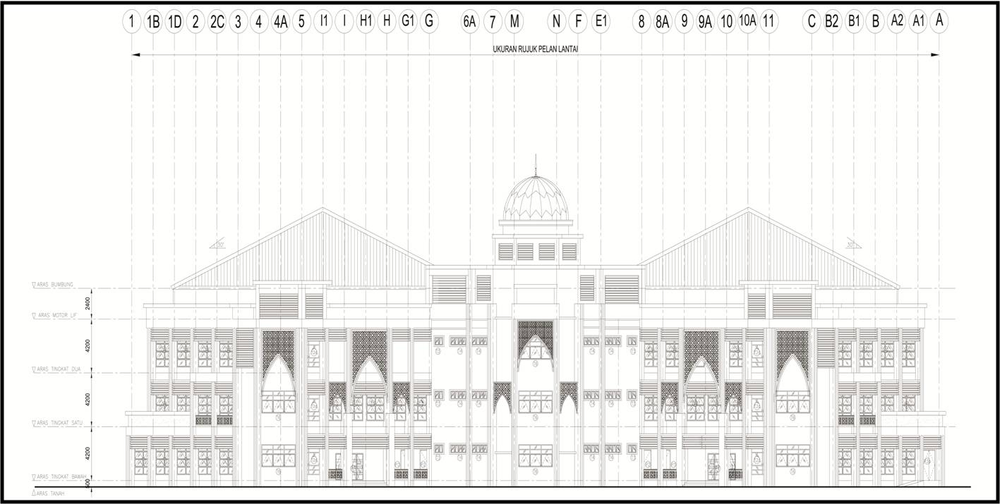 1 1B 1D 2 2C 3 4 4A 5 I1 I H1 H G1 G 6A 7 M N F E1 8 8A 9 9A 10 10A 11 C B2 B1 B A2 A1 A
UKURAN RUJUK PELAN LANTAI
30° 30°
ARAS BUMBUNG
2400
ARAS MOTOR LIF
4200
ARAS TINGKAT DUA
4200
ARAS TINGKAT SATU
4200
ARAS TINGKAT BAWAH
600
ARAS TANAH